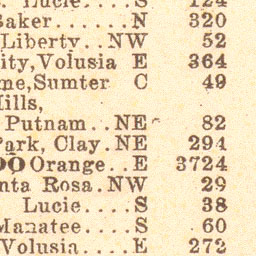 Lucie....S 124
Baker.......N 320
Liberty...NW 52
ity, Volusia E 364
me, Sumter C 49
Mills,
Putnam..NE 82
Park, Clay.NE 294
DO Orange..E 3724
nta Rosa.NW 29
Lucie....S 38
Manatee....S 60
Volusia....E 272